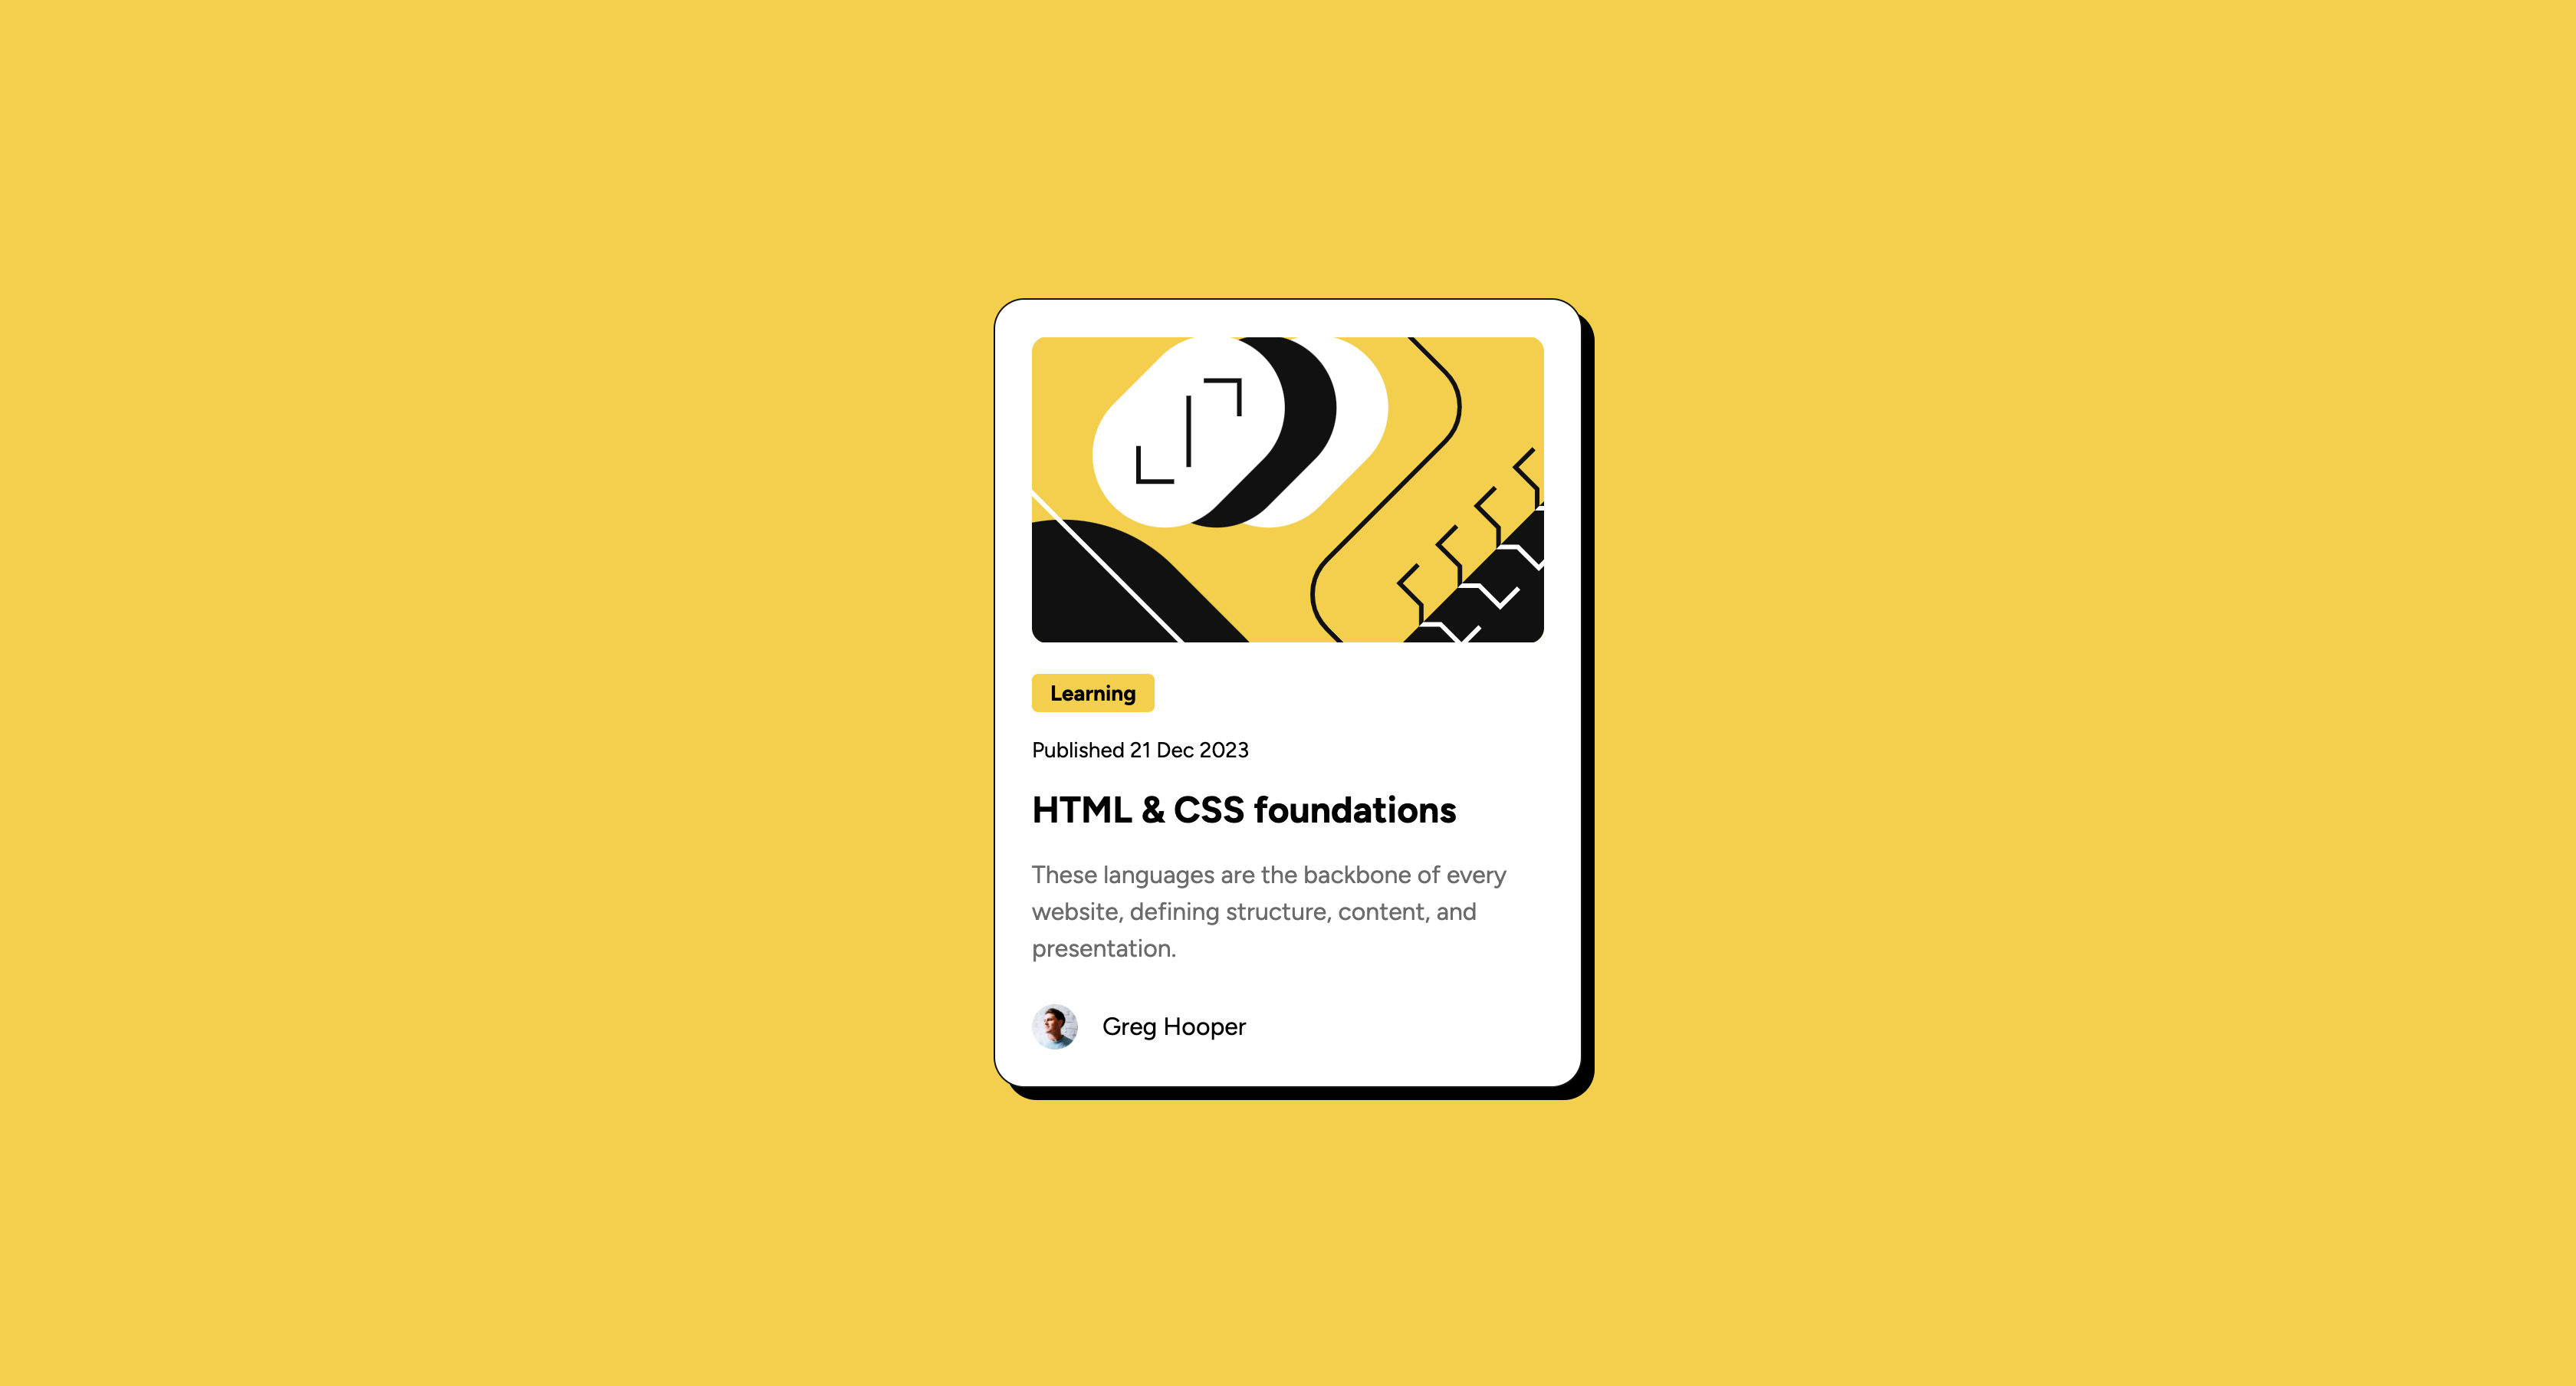 Learning
Published 21 Dec 2023
HTML & CSS foundations
These languages are the backbone of every
website, defining structure, content, and
presentation.
Greg Hooper